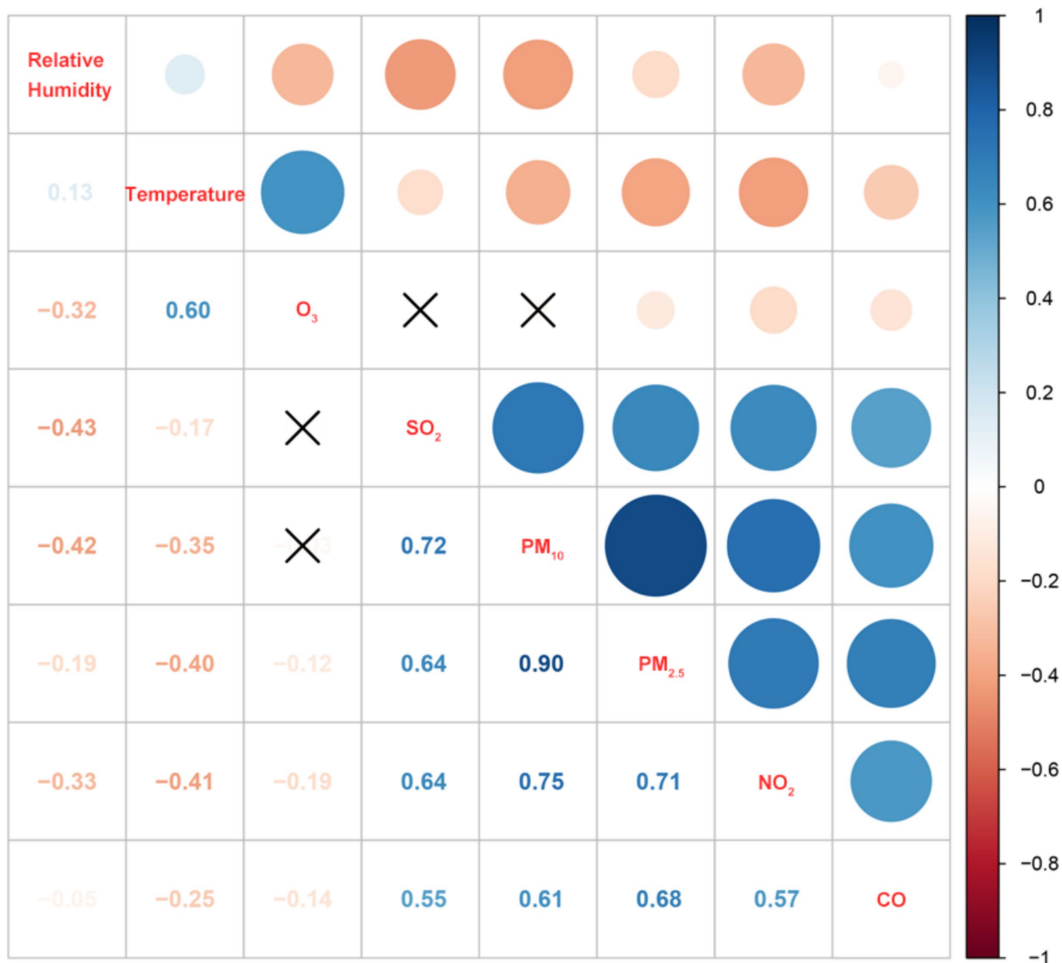 Relative
Humidity
1
0.8
0.13 Temperature
0.6
−0.32 0.60 O₃
0.4
0.2
−0.43 −0.17 SO₂
0
−0.42 −0.35 0.72 PM₁₀
−0.2
−0.19 −0.40 −0.12 0.64 0.90 PM₂.₅
−0.4
−0.33 −0.41 −0.19 0.64 0.75 0.71 NO₂
−0.6
−0.8
−0.05 −0.25 −0.14 0.55 0.61 0.68 0.57 CO
−1